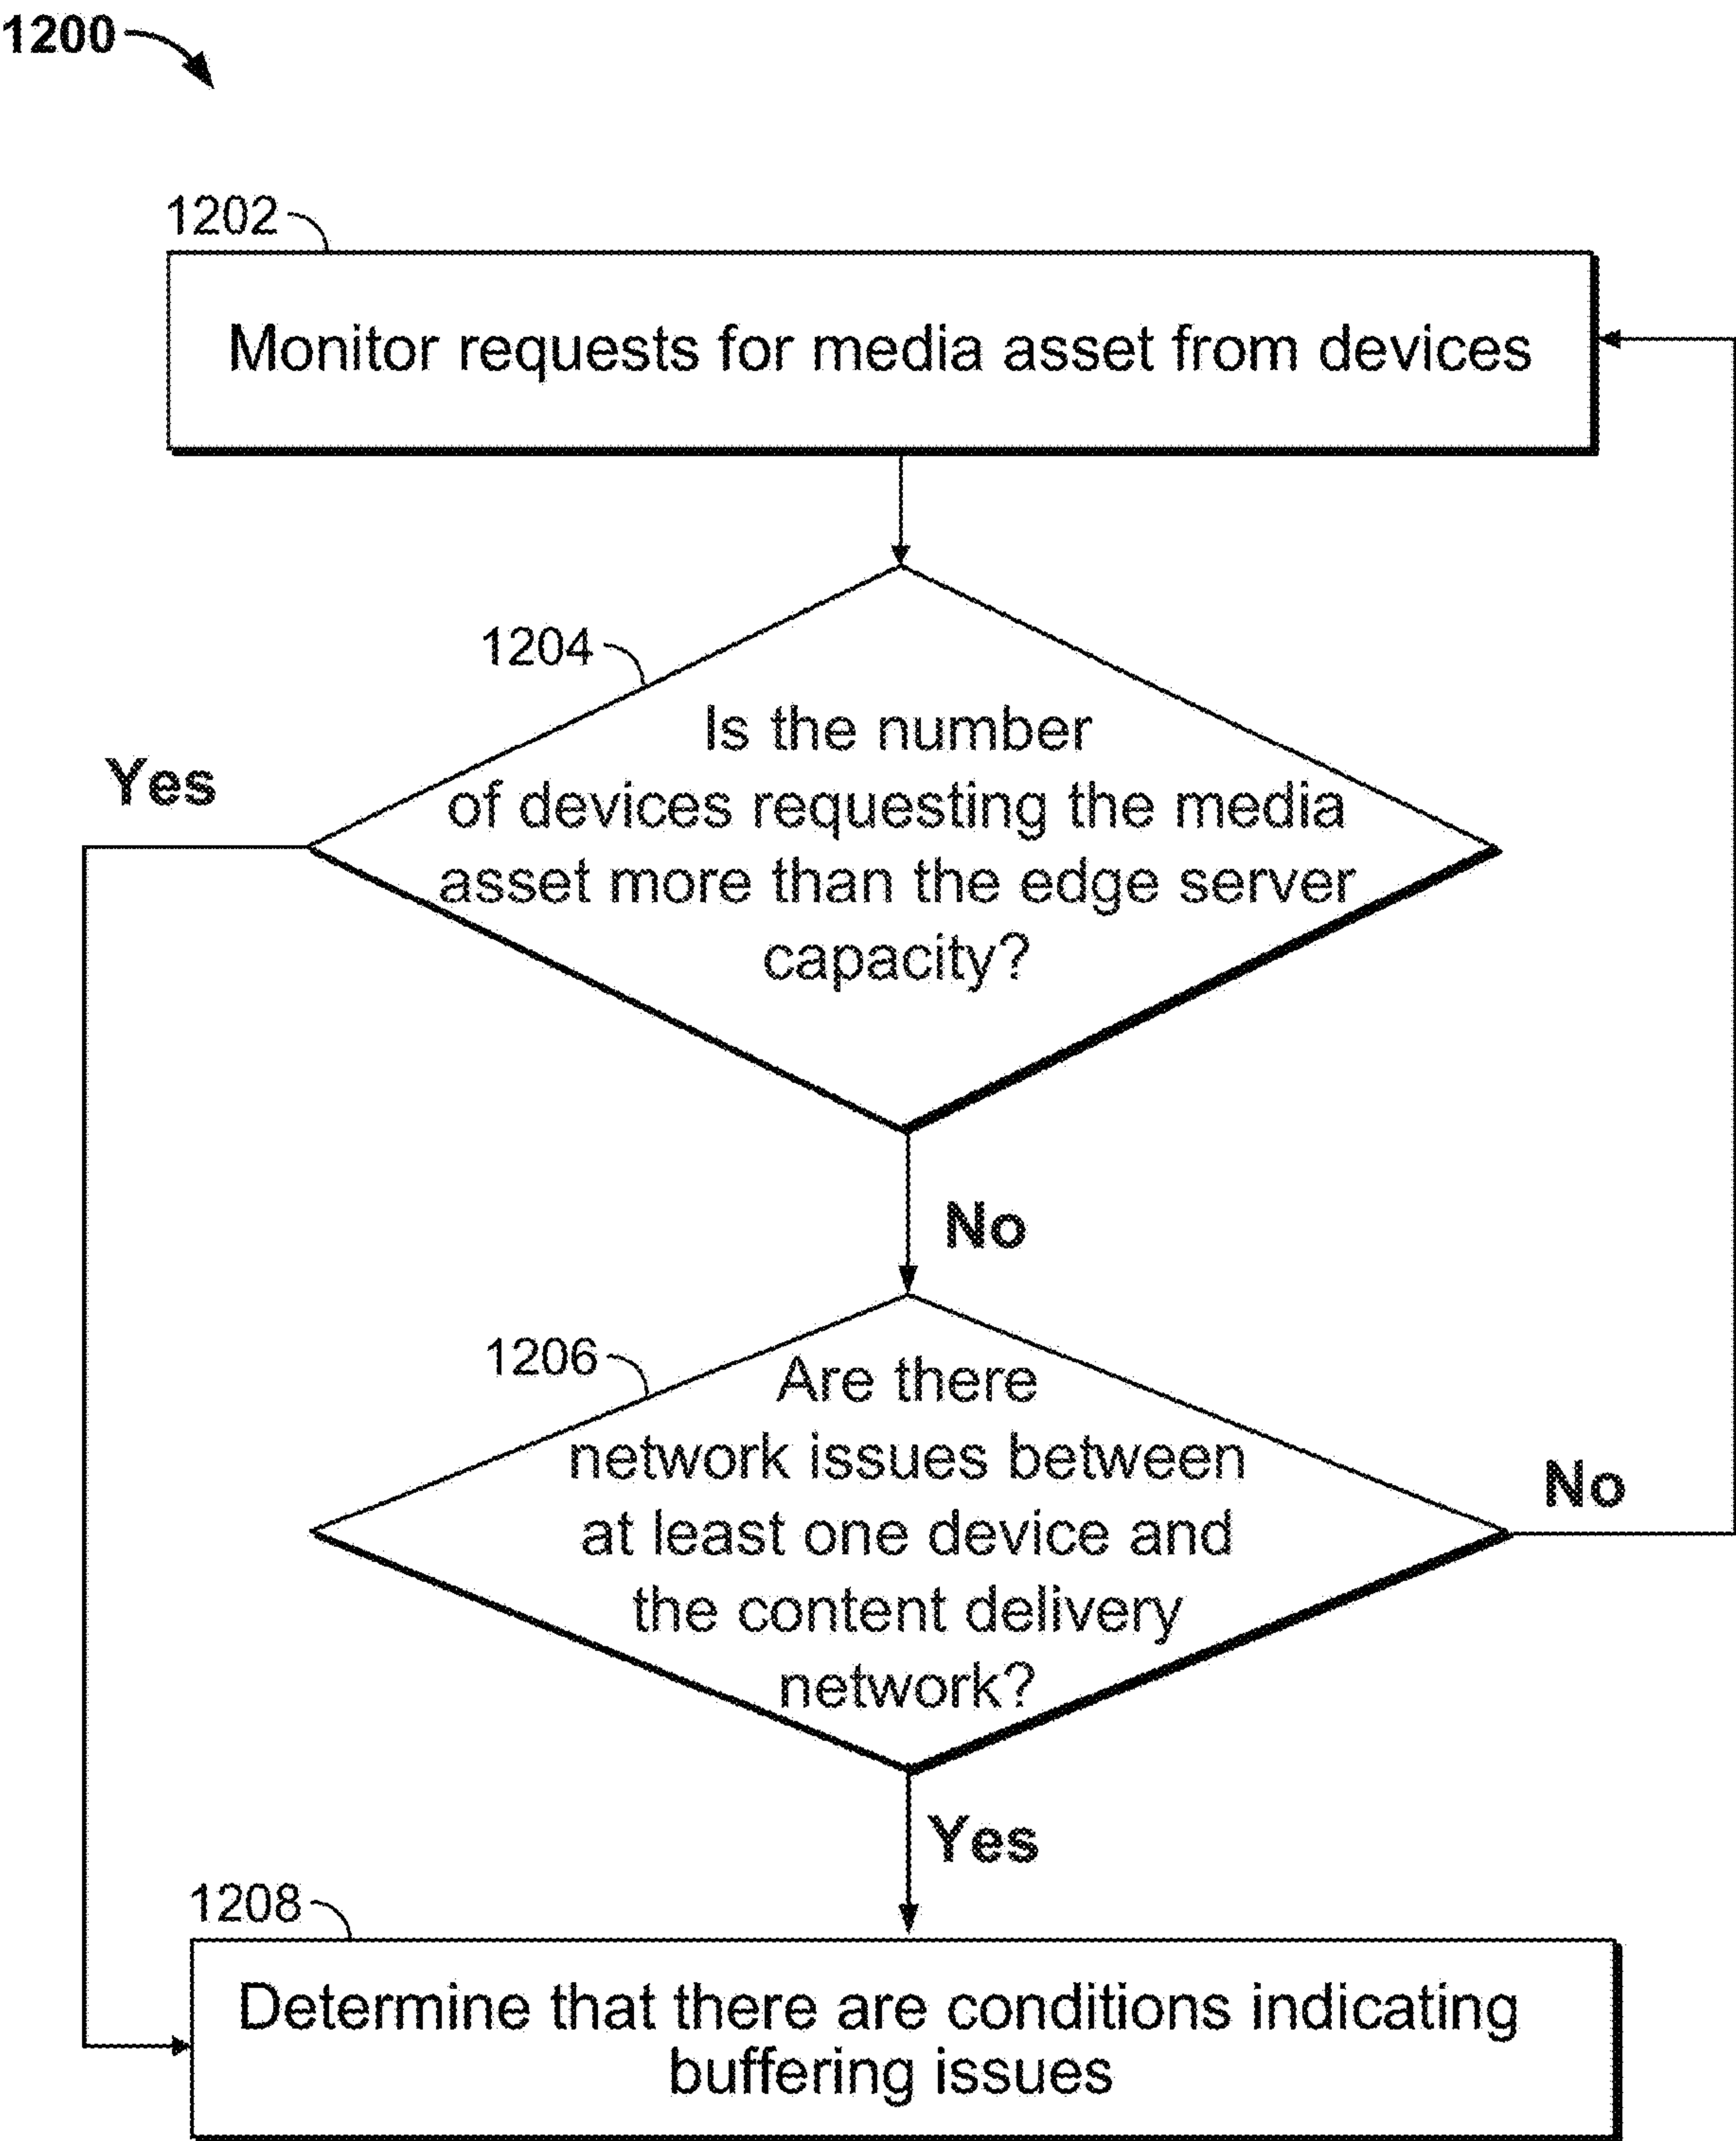 1200
1202
Monitor requests for media asset from devices
1204
Is the number
of devices requesting the media
asset more than the edge server
capacity?
Yes
No
1206
Are there
network issues between
at least one device and
the content delivery
network?
No
Yes
1208
Determine that there are conditions indicating
buffering issues